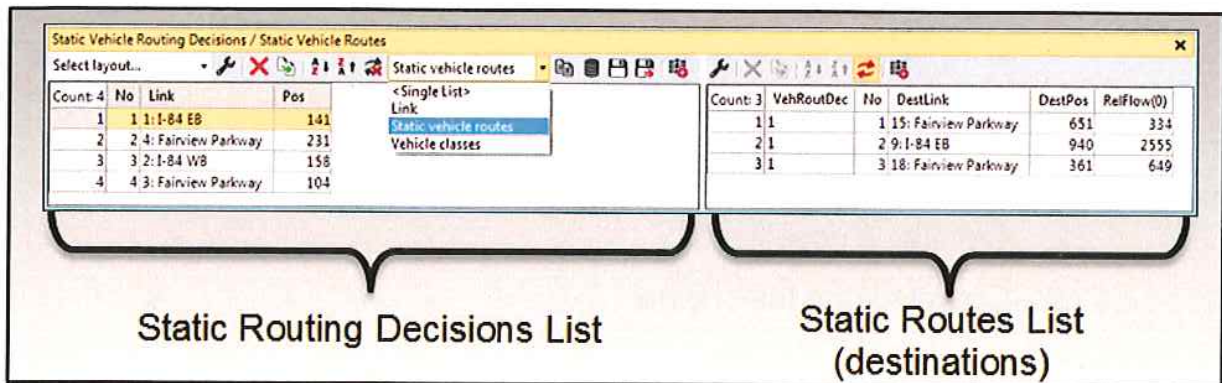 Static Vehicle Routing Decisions / Static Vehicle Routes
Select layout... Static vehicle routes
<Single List>
Link
Static vehicle routes
Vehicle classes
Count: 4 No Link Pos
1 1 1: I-84 EB 141
2 2 4: Fairview Parkway 231
3 3 2: I-84 WB 158
4 4 3: Fairview Parkway 104
Count: 3 VehRoutDec No DestLink DestPos RelFlow(0)
1 1 1 15: Fairview Parkway 651 334
2 1 2 9: I-84 EB 940 2555
3 1 3 18: Fairview Parkway 361 649
Static Routing Decisions List
Static Routes List
(destinations)